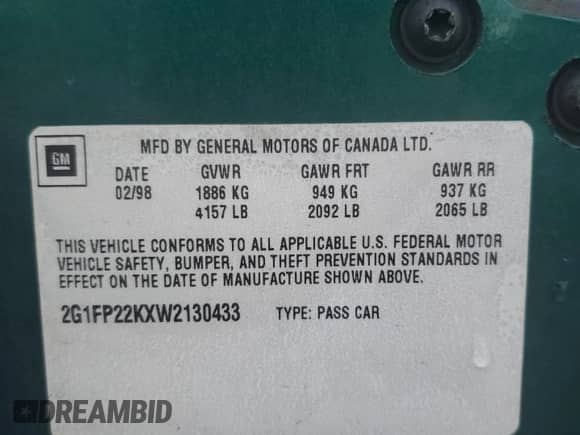 GM
MFD BY GENERAL MOTORS OF CANADA LTD.
DATE GVWR GAWR FRT GAWR RR
02/98 1886 KG 949 KG 937 KG
4157 LB 2092 LB 2065 LB
THIS VEHICLE CONFORMS TO ALL APPLICABLE U.S. FEDERAL MOTOR
VEHICLE SAFETY, BUMPER, AND THEFT PREVENTION STANDARDS IN
EFFECT ON THE DATE OF MANUFACTURE SHOWN ABOVE.
2G1FP22KXW2130433 TYPE: PASS CAR
DREAMBID